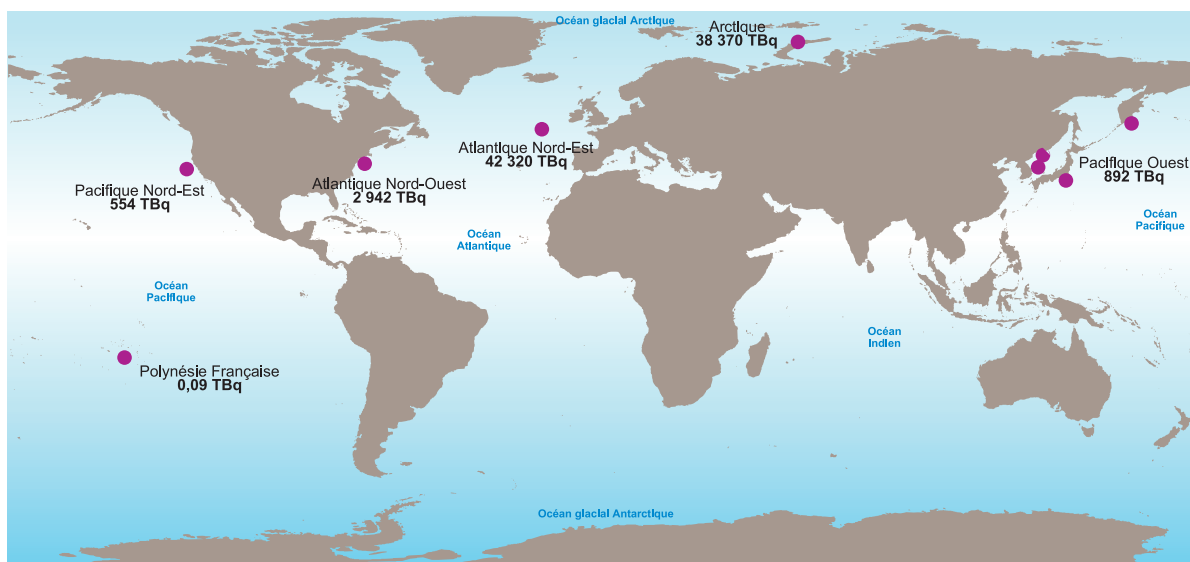 Océan glacial Arctique
Arctique
38 370 TBq
Atlantique Nord-Est
42 320 TBq
Pacifique Nord-Est
554 TBq
Atlantique Nord-Ouest
2 942 TBq
Pacifique Ouest
892 TBq
Océan
Pacifique
Océan
Atlantique
Océan
Pacifique
Océan
Indien
Polynésie Française
0,09 TBq
Océan glacial Antarctique